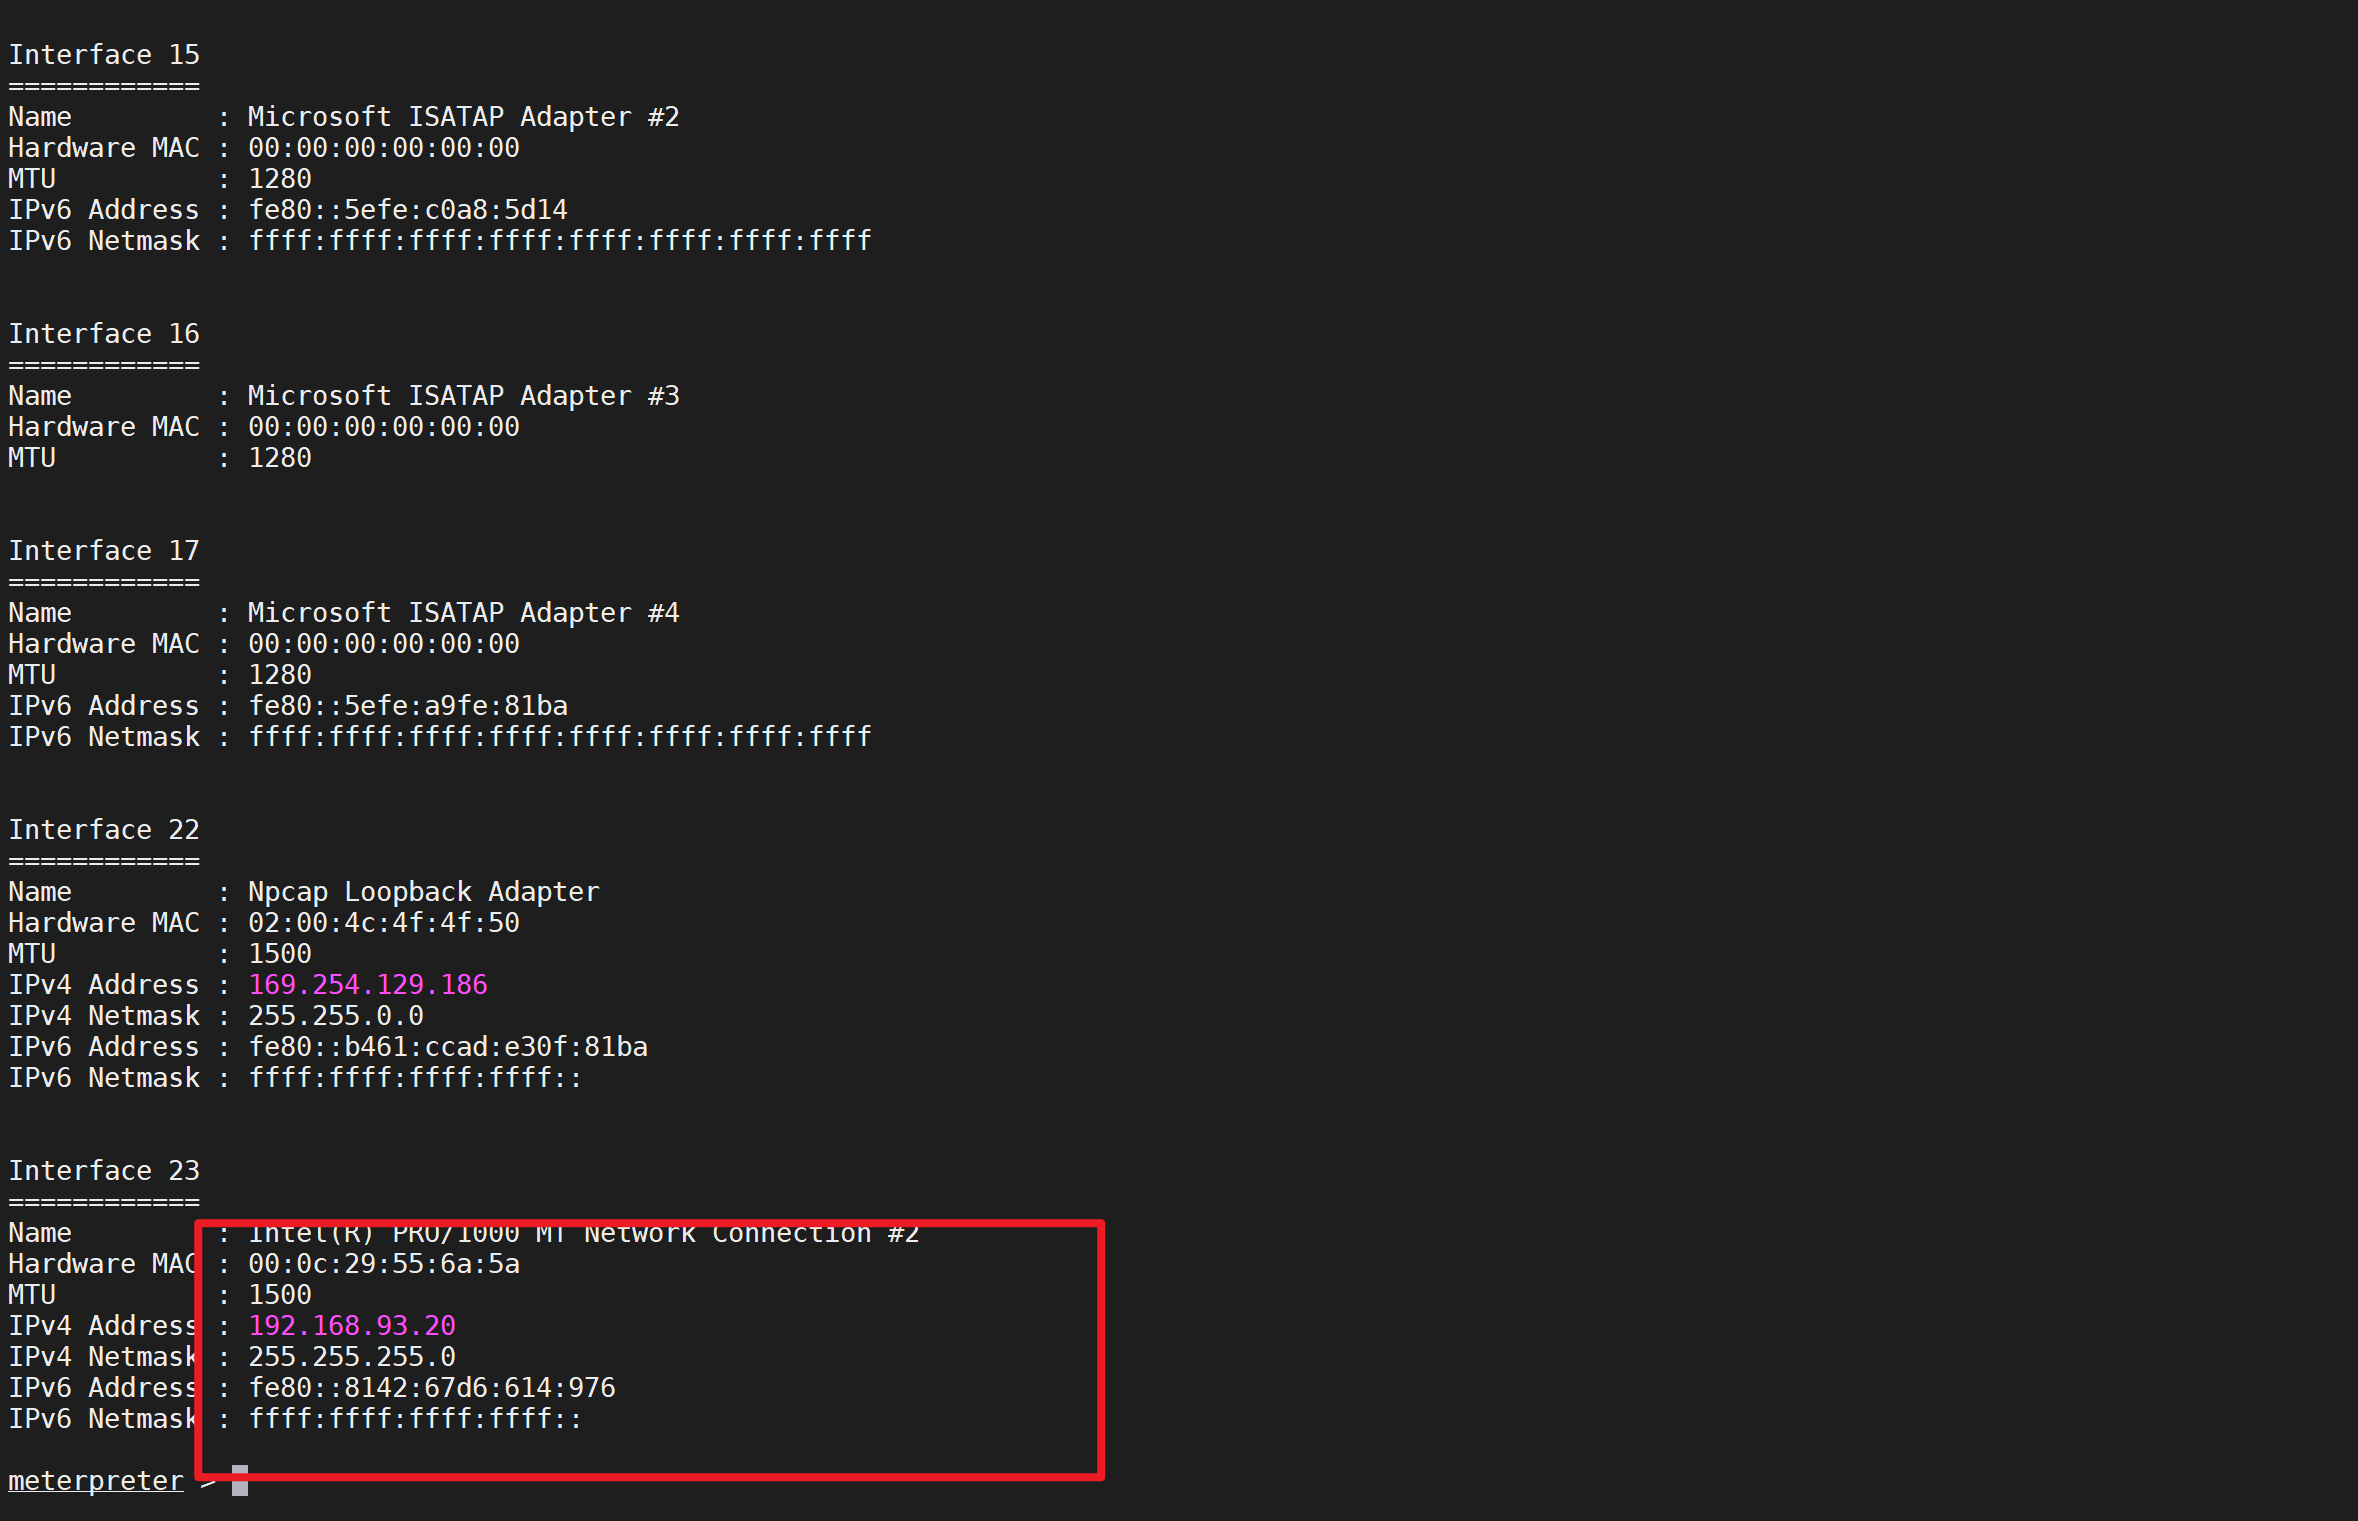 Interface 15
============
Name         : Microsoft ISATAP Adapter #2
Hardware MAC : 00:00:00:00:00:00
MTU          : 1280
IPv6 Address : fe80::5efe:c0a8:5d14
IPv6 Netmask : ffff:ffff:ffff:ffff:ffff:ffff:ffff:ffff
Interface 16
============
Name         : Microsoft ISATAP Adapter #3
Hardware MAC : 00:00:00:00:00:00
MTU          : 1280
Interface 17
============
Name         : Microsoft ISATAP Adapter #4
Hardware MAC : 00:00:00:00:00:00
MTU          : 1280
IPv6 Address : fe80::5efe:a9fe:81ba
IPv6 Netmask : ffff:ffff:ffff:ffff:ffff:ffff:ffff:ffff
Interface 22
============
Name         : Npcap Loopback Adapter
Hardware MAC : 02:00:4c:4f:4f:50
MTU          : 1500
IPv4 Address : 169.254.129.186
IPv4 Netmask : 255.255.0.0
IPv6 Address : fe80::b461:ccad:e30f:81ba
IPv6 Netmask : ffff:ffff:ffff:ffff::
Interface 23
============
Name         : Intel(R) PRO/1000 MT Network Connection #2
Hardware MAC : 00:0c:29:55:6a:5a
MTU          : 1500
IPv4 Address : 192.168.93.20
IPv4 Netmask : 255.255.255.0
IPv6 Address : fe80::8142:67d6:614:976
IPv6 Netmask : ffff:ffff:ffff:ffff::
meterpreter >